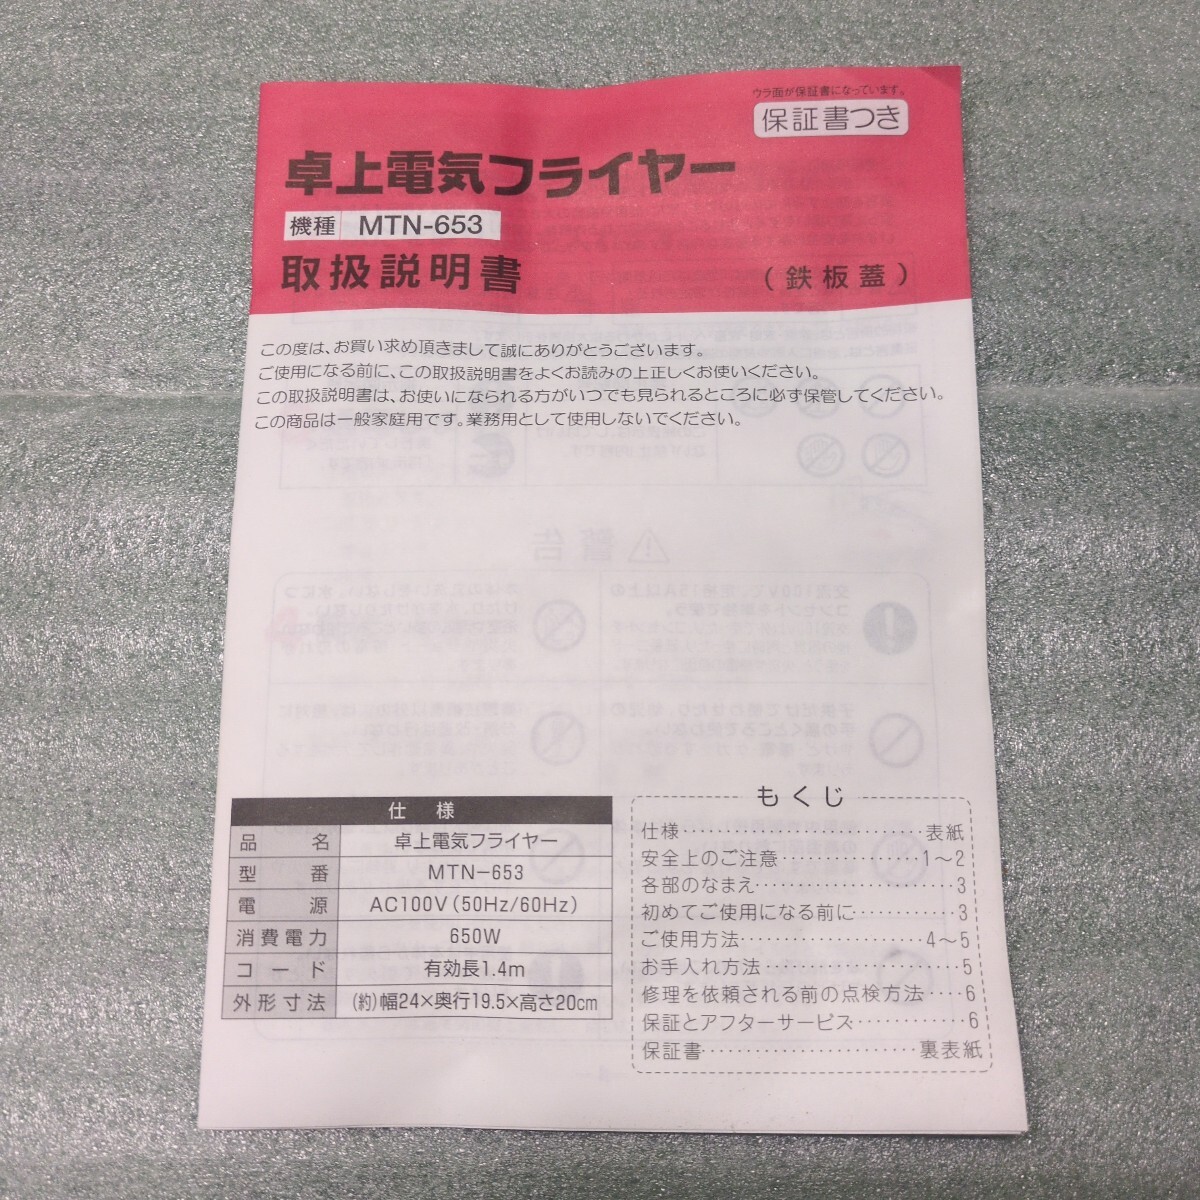 ウラ面が保証書になっています。
保証書つき
卓上電気フライヤー
機種 MTN-653
取扱説明書
(鉄板蓋)
この度は、お買い求め頂きまして誠にありがとうございます。
ご使用になる前に、この取扱説明書をよくお読みの上正しくお使いください。
この取扱説明書は、お使いになられる方がいつでも見られるところに必ず保管してください。
この商品は一般家庭用です。業務用として使用しないでください。
仕様
品名 卓上電気フライヤー
型番 MTN-653
電源 AC100V(50Hz/60Hz)
消費電力 650W
コード 有効長1.4m
外形寸法 (約)幅24×奥行19.5×高さ20cm
もくじ
仕様……………………表紙
安全上のご注意……………1～2
各部のなまえ…………………3
初めてご使用になる前に…………3
ご使用方法…………………4～5
お手入れ方法…………………5
修理を依頼される前の点検方法……6
保証とアフターサービス…………6
保証書……………………裏表紙